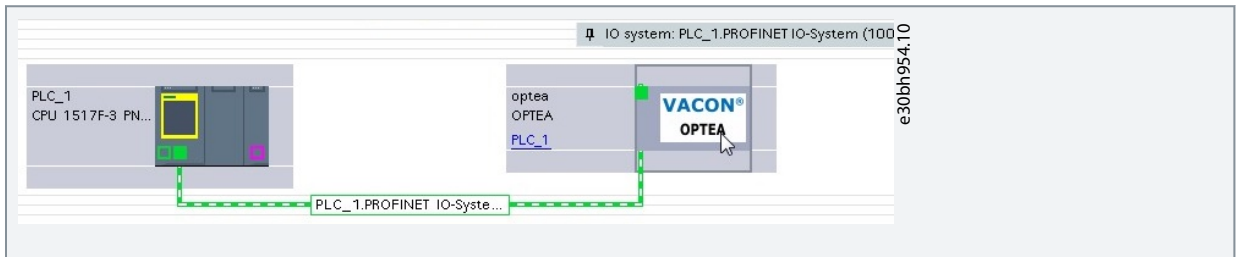 IO system: PLC_1.PROFINET IO-System (100
PLC_1
CPU 1517F-3 PN...
optea
OPTEA
PLC_1
VACON®
OPTEA
PLC_1.PROFINET IO-Syste...
e30bh954.10